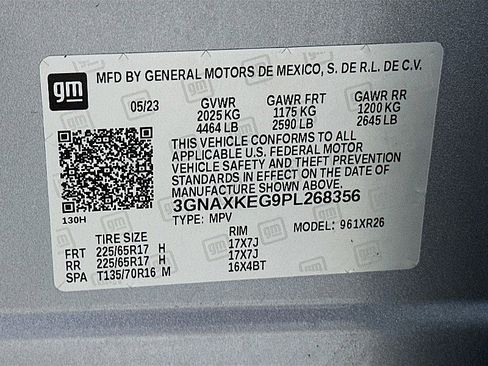 gm MFD BY GENERAL MOTORS DE MEXICO, S. DE R.L. DE C.V.
05/23 GVWR GAWR FRT GAWR RR
2025 KG 1175 KG 1200 KG
4464 LB 2590 LB 2645 LB
THIS VEHICLE CONFORMS TO ALL
APPLICABLE U.S. FEDERAL MOTOR
VEHICLE SAFETY AND THEFT PREVENTION
STANDARDS IN EFFECT ON THE DATE OF
MANUFACTURE SHOWN ABOVE.
130H 3GNAXKEG9PL268356
TYPE: MPV MODEL: 961XR26
TIRE SIZE RIM
FRT 225/65R17 H 17X7J
RR 225/65R17 H 17X7J
SPA T135/70R16 M 16X4BT